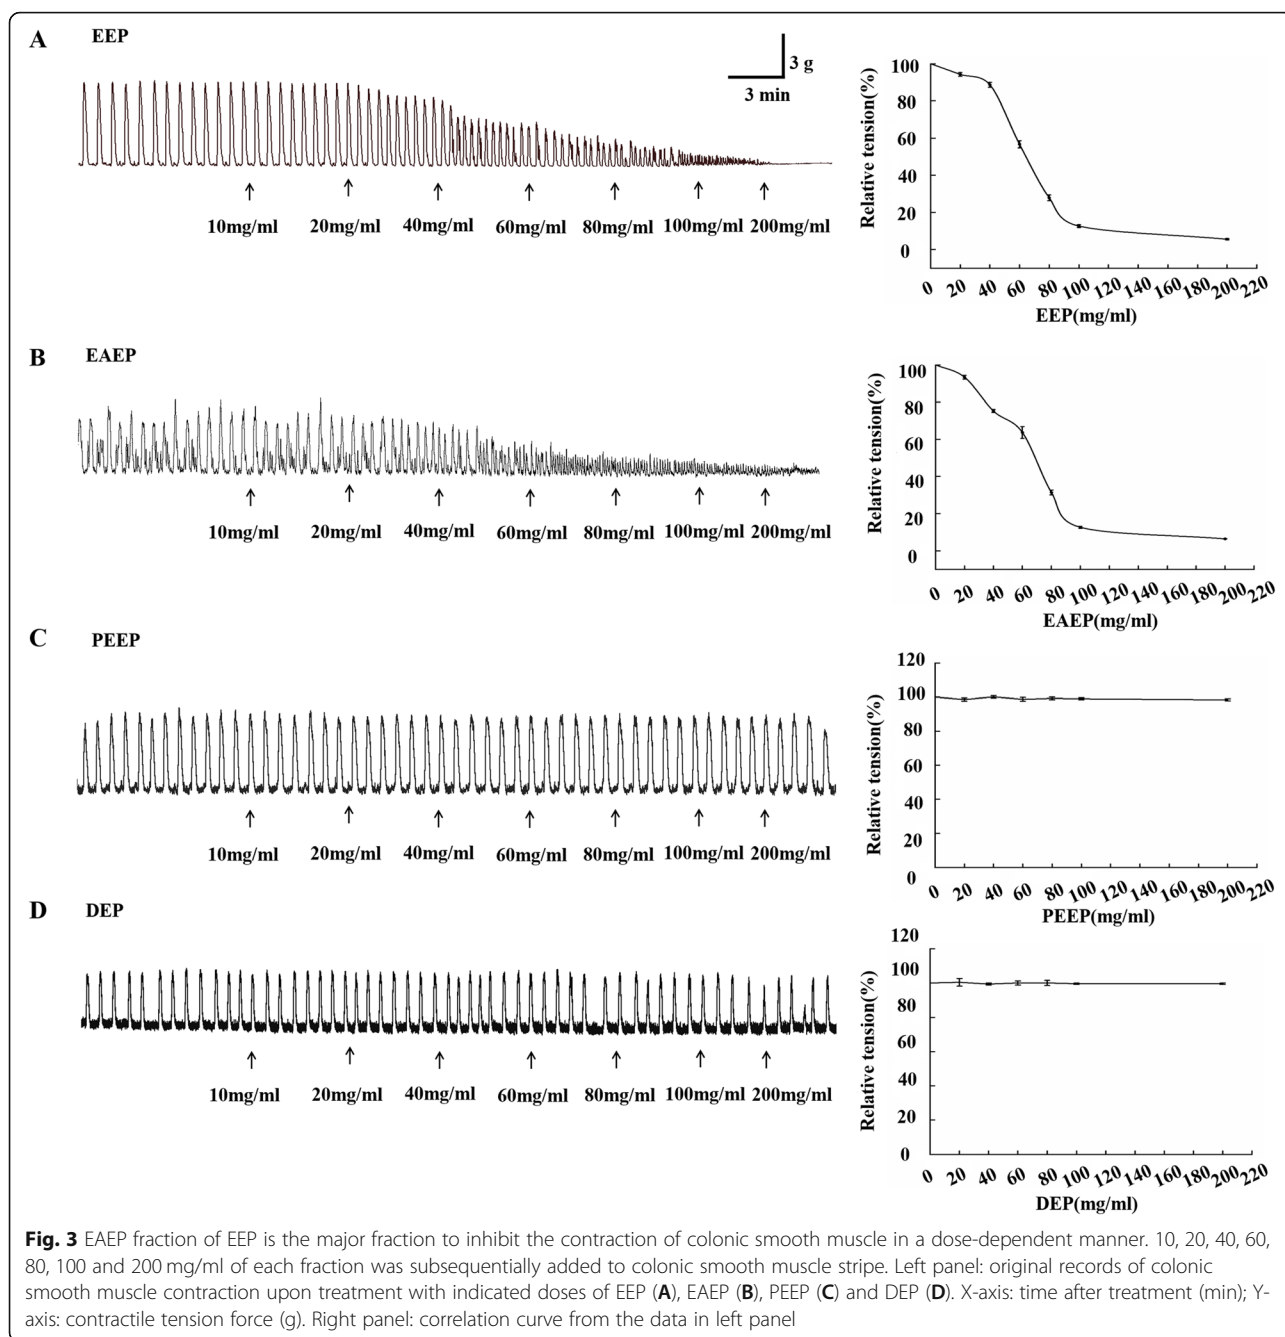 A
EEP
3 g
3 min
10mg/ml 20mg/ml 40mg/ml 60mg/ml 80mg/ml 100mg/ml 200mg/ml
Relative tension(%)
100
80
60
40
20
0
0 20 40 60 80 100 120 140 160 180 200 220
EEP(mg/ml)
B
EAEP
10mg/ml 20mg/ml 40mg/ml 60mg/ml 80mg/ml 100mg/ml 200mg/ml
Relative tension(%)
100
80
60
40
20
0
0 20 40 60 80 100 120 140 160 180 200 220
EAEP(mg/ml)
C
PEEP
10mg/ml 20mg/ml 40mg/ml 60mg/ml 80mg/ml 100mg/ml 200mg/ml
Relative tension(%)
120
100
80
60
40
20
0
0 20 40 60 80 100 120 140 160 180 200 220
PEEP(mg/ml)
D
DEP
10mg/ml 20mg/ml 40mg/ml 60mg/ml 80mg/ml 100mg/ml 200mg/ml
Relative tension(%)
120
100
80
60
40
20
0
0 20 40 60 80 100 120 140 160 180 200 220
DEP(mg/ml)
Fig. 3 EAEP fraction of EEP is the major fraction to inhibit the contraction of colonic smooth muscle in a dose-dependent manner. 10, 20, 40, 60,
80, 100 and 200 mg/ml of each fraction was subsequentially added to colonic smooth muscle stripe. Left panel: original records of colonic
smooth muscle contraction upon treatment with indicated doses of EEP (A), EAEP (B), PEEP (C) and DEP (D). X-axis: time after treatment (min); Y-
axis: contractile tension force (g). Right panel: correlation curve from the data in left panel